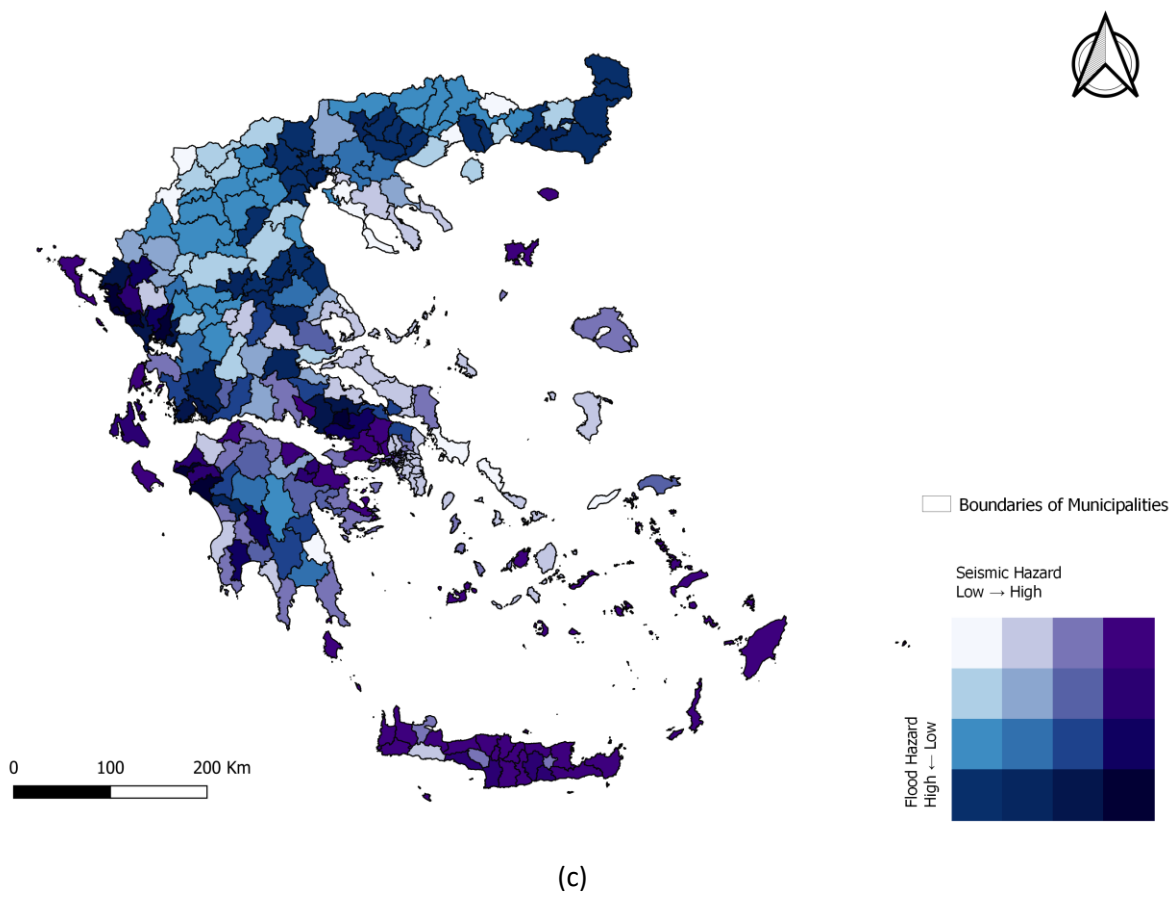 Boundaries of Municipalities
Seismic Hazard
Low → High
Flood Hazard
High ← Low
0 100 200 Km
(c)